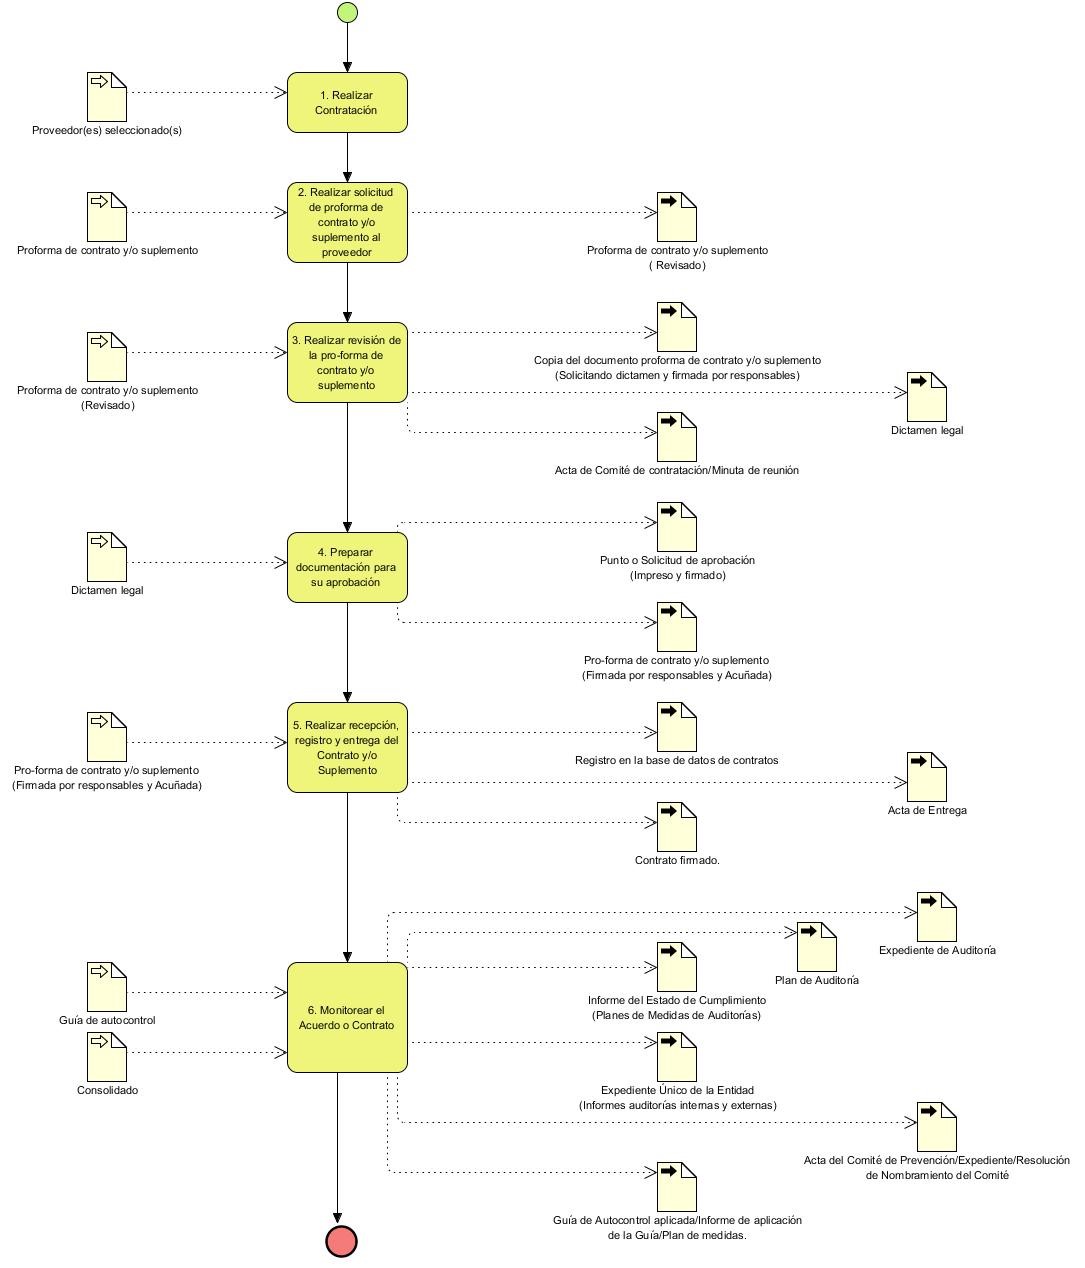 1. Realizar
Contratación
Proveedor(es) seleccionado(s)
2. Realizar solicitud
de proforma de
contrato y/o
suplemento al
proveedor
Proforma de contrato y/o suplemento
Proforma de contrato y/o suplemento
( Revisado)
3. Realizar revisión de
la pro-forma de
contrato y/o
suplemento
Proforma de contrato y/o suplemento
(Revisado)
Copia del documento proforma de contrato y/o suplemento
(Solicitando dictamen y firmada por responsables)
Dictamen legal
Acta de Comité de contratación/Minuta de reunión
4. Preparar
documentación para
su aprobación
Dictamen legal
Punto o Solicitud de aprobación
(Impreso y firmado)
Pro-forma de contrato y/o suplemento
(Firmada por responsables y Acuñada)
5. Realizar recepción,
registro y entrega del
Contrato y/o
Suplemento
Pro-forma de contrato y/o suplemento
(Firmada por responsables y Acuñada)
Registro en la base de datos de contratos
Acta de Entrega
Contrato firmado.
Expediente de Auditoría
Plan de Auditoría
6. Monitorear el
Acuerdo o Contrato
Guía de autocontrol
Consolidado
Informe del Estado de Cumplimiento
(Planes de Medidas de Auditorías)
Expediente Único de la Entidad
(Informes auditorías internas y externas)
Acta del Comité de Prevención/Expediente/Resolución
de Nombramiento del Comité
Guía de Autocontrol aplicada/Informe de aplicación
de la Guía/Plan de medidas.